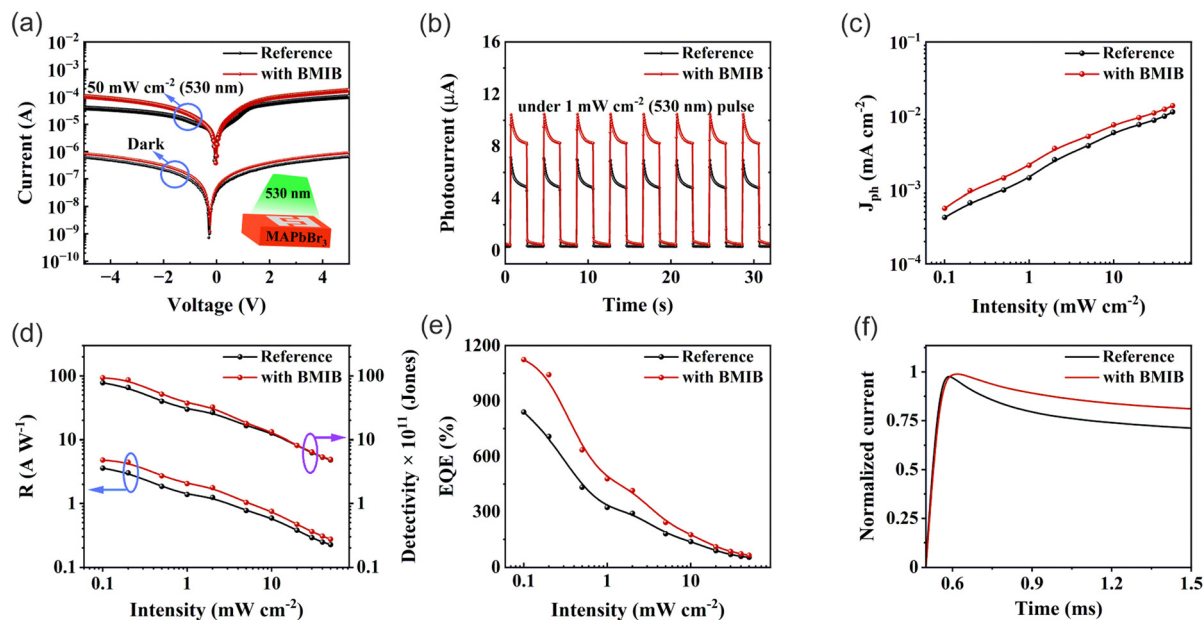 (a)
10⁻²
10⁻³
10⁻⁴
10⁻⁵
10⁻⁶
10⁻⁷
10⁻⁸
10⁻⁹
10⁻¹⁰
Current (A)
Reference
with BMIB
50 mW cm⁻² (530 nm)
Dark
530 nm
MAPbBr₃
−4 −2 0 2 4
Voltage (V)
(b)
16
12
8
4
0
Photocurrent (μA)
Reference
with BMIB
under 1 mW cm⁻² (530 nm) pulse
0 10 20 30
Time (s)
(c)
10⁻¹
10⁻²
10⁻³
10⁻⁴
J_ph (mA cm⁻²)
Reference
with BMIB
0.1 1 10
Intensity (mW cm⁻²)
(d)
100
10
1
0.1
R (A W⁻¹)
Reference
with BMIB
100
10
1
0.1
Detectivity × 10¹¹ (Jones)
0.1 1 10
Intensity (mW cm⁻²)
(e)
1200
900
600
300
0
EQE (%)
Reference
with BMIB
0.1 1 10
Intensity (mW cm⁻²)
(f)
1
0.75
0.5
0.25
0
Normalized current
Reference
with BMIB
0.6 0.9 1.2 1.5
Time (ms)